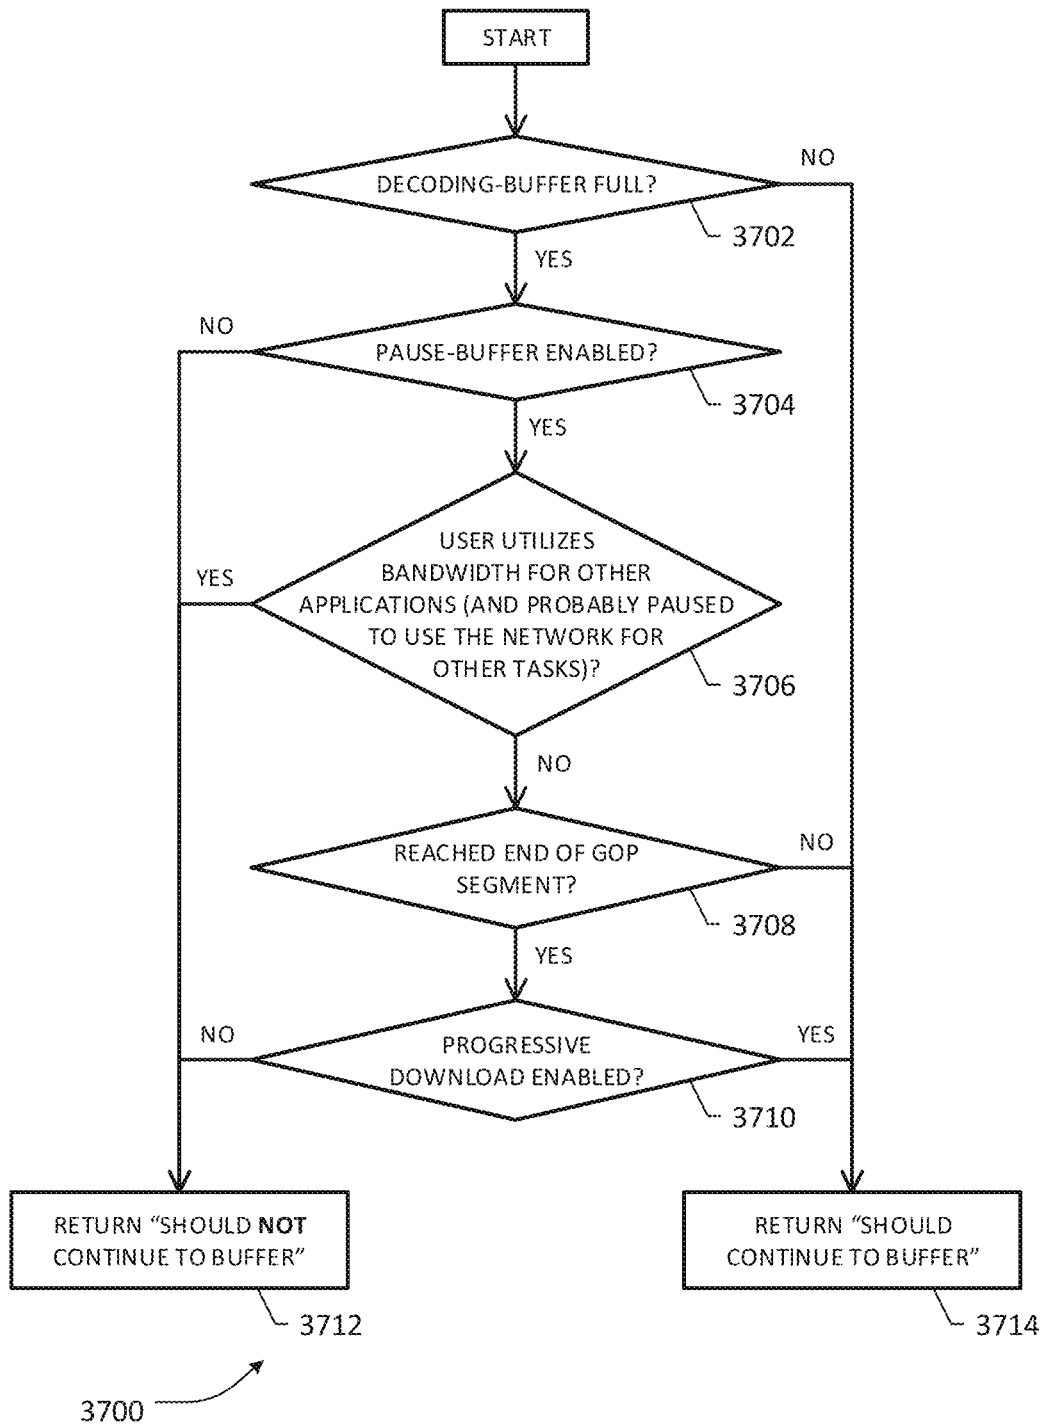 START
NO
DECODING-BUFFER FULL?
3702
YES
NO
PAUSE-BUFFER ENABLED?
3704
YES
USER UTILIZES
BANDWIDTH FOR OTHER
APPLICATIONS (AND PROBABLY PAUSED
TO USE THE NETWORK FOR
OTHER TASKS)?
YES
3706
NO
REACHED END OF GOP
SEGMENT?
NO
3708
YES
NO
PROGRESSIVE
DOWNLOAD ENABLED?
YES
3710
RETURN “SHOULD NOT
CONTINUE TO BUFFER”
3712
RETURN “SHOULD
CONTINUE TO BUFFER”
3714
3700